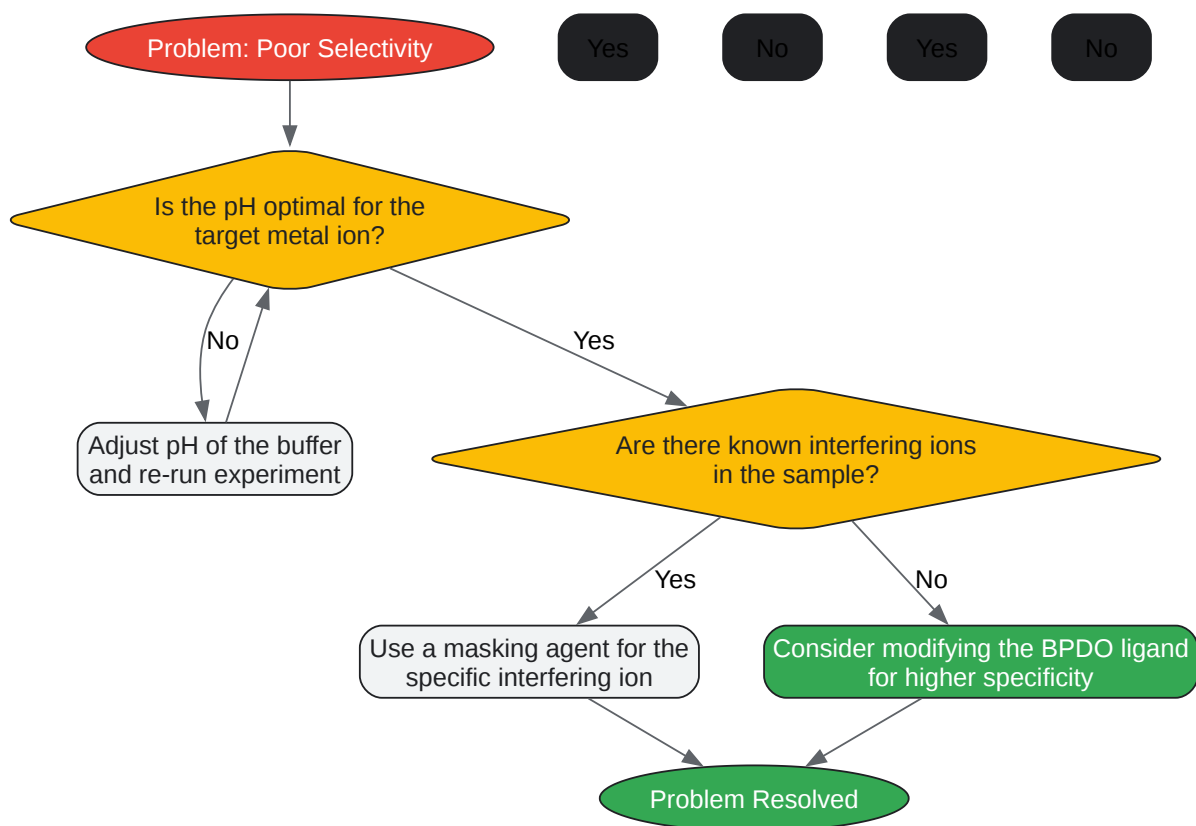 Problem: Poor Selectivity
Yes
No
Yes
No
Is the pH optimal for the
target metal ion?
No
Yes
Adjust pH of the buffer
and re-run experiment
Are there known interfering ions
in the sample?
Yes
No
Use a masking agent for the
specific interfering ion
Consider modifying the BPDO ligand
for higher specificity
Problem Resolved